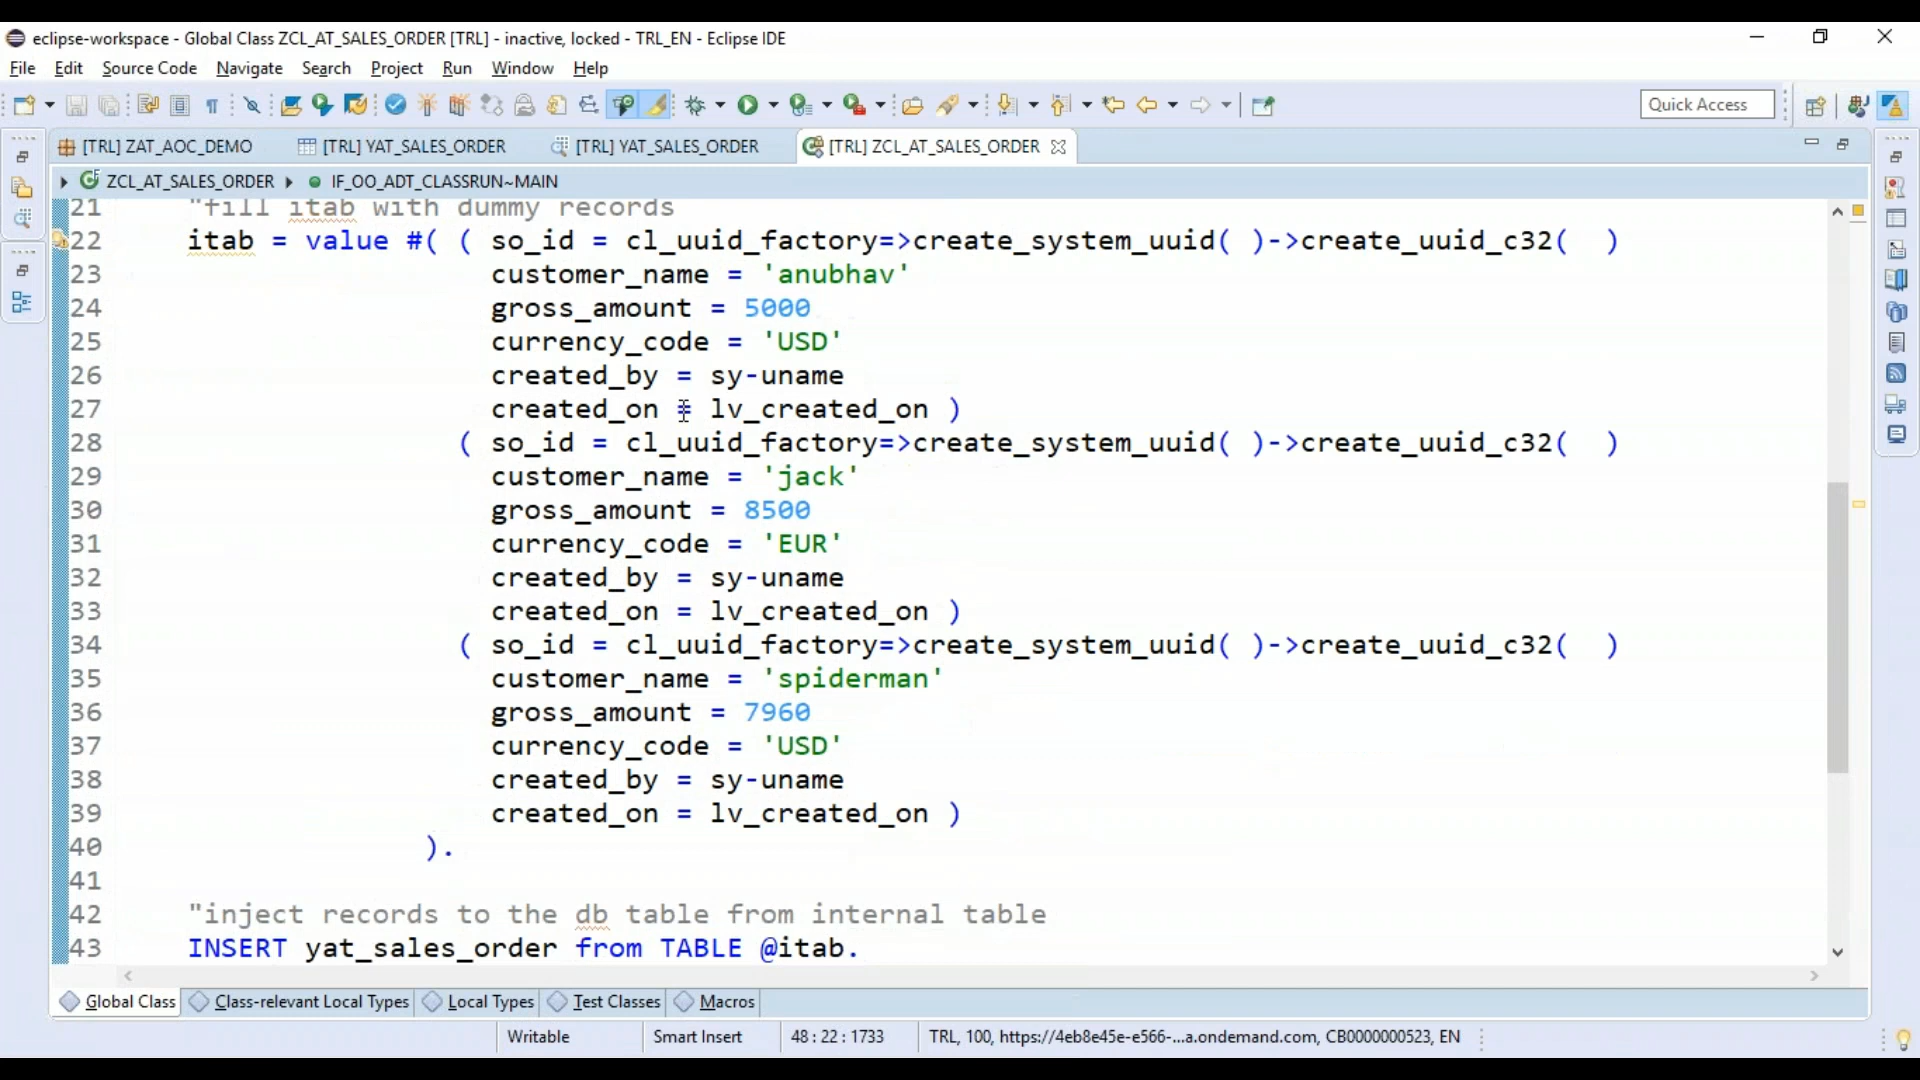 eclipse-workspace - Global Class ZCL_AT_SALES_ORDER [TRL] - inactive, locked - TRL_EN - Eclipse IDE
File Edit Source Code Navigate Search Project Run Window Help
Quick Access
[TRL] ZAT_AOC_DEMO [TRL] YAT_SALES_ORDER [TRL] YAT_SALES_ORDER [TRL] ZCL_AT_SALES_ORDER
ZCL_AT_SALES_ORDER IF_OO_ADT_CLASSRUN~MAIN
21 "fill itab with dummy records
22 itab = value #( ( so_id = cl_uuid_factory=>create_system_uuid( )->create_uuid_c32(  )
23 customer_name = 'anubhav'
24 gross_amount = 5000
25 currency_code = 'USD'
26 created_by = sy-uname
27 created_on = lv_created_on )
28 ( so_id = cl_uuid_factory=>create_system_uuid( )->create_uuid_c32(  )
29 customer_name = 'jack'
30 gross_amount = 8500
31 currency_code = 'EUR'
32 created_by = sy-uname
33 created_on = lv_created_on )
34 ( so_id = cl_uuid_factory=>create_system_uuid( )->create_uuid_c32(  )
35 customer_name = 'spiderman'
36 gross_amount = 7960
37 currency_code = 'USD'
38 created_by = sy-uname
39 created_on = lv_created_on )
40 ).
41
42 "inject records to the db table from internal table
43 INSERT yat_sales_order from TABLE @itab.
Global Class Class-relevant Local Types Local Types Test Classes Macros
Writable Smart Insert 48 : 22 : 1733 TRL, 100, https://4eb8e45e-e566-...a.ondemand.com, CB0000000523, EN